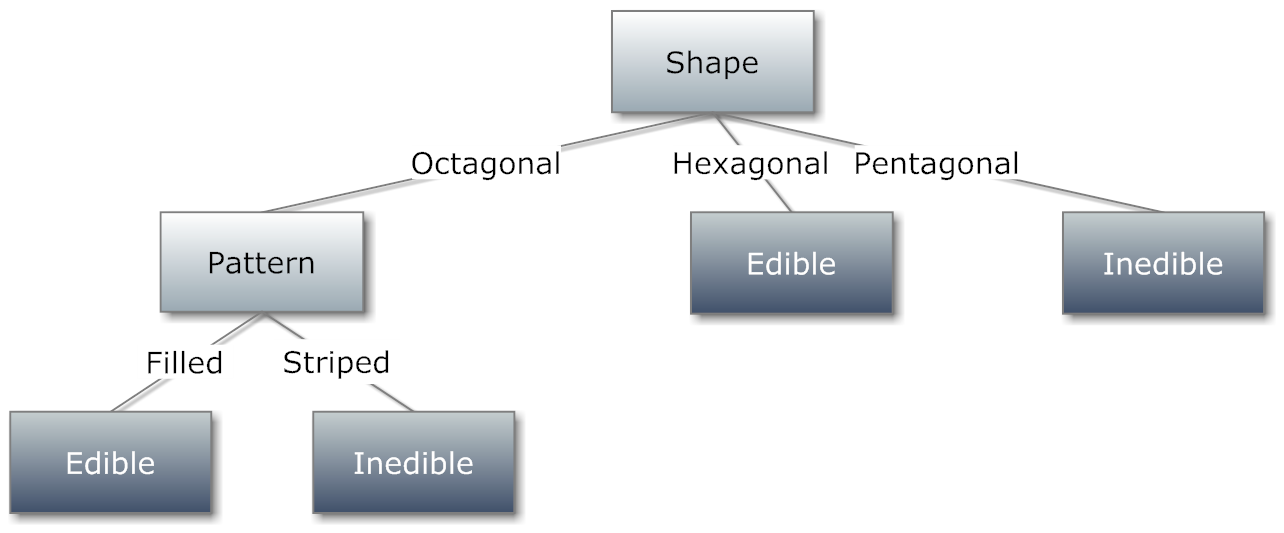 Shape
Octagonal
Hexagonal
Pentagonal
Pattern
Edible
Inedible
Filled
Striped
Edible
Inedible